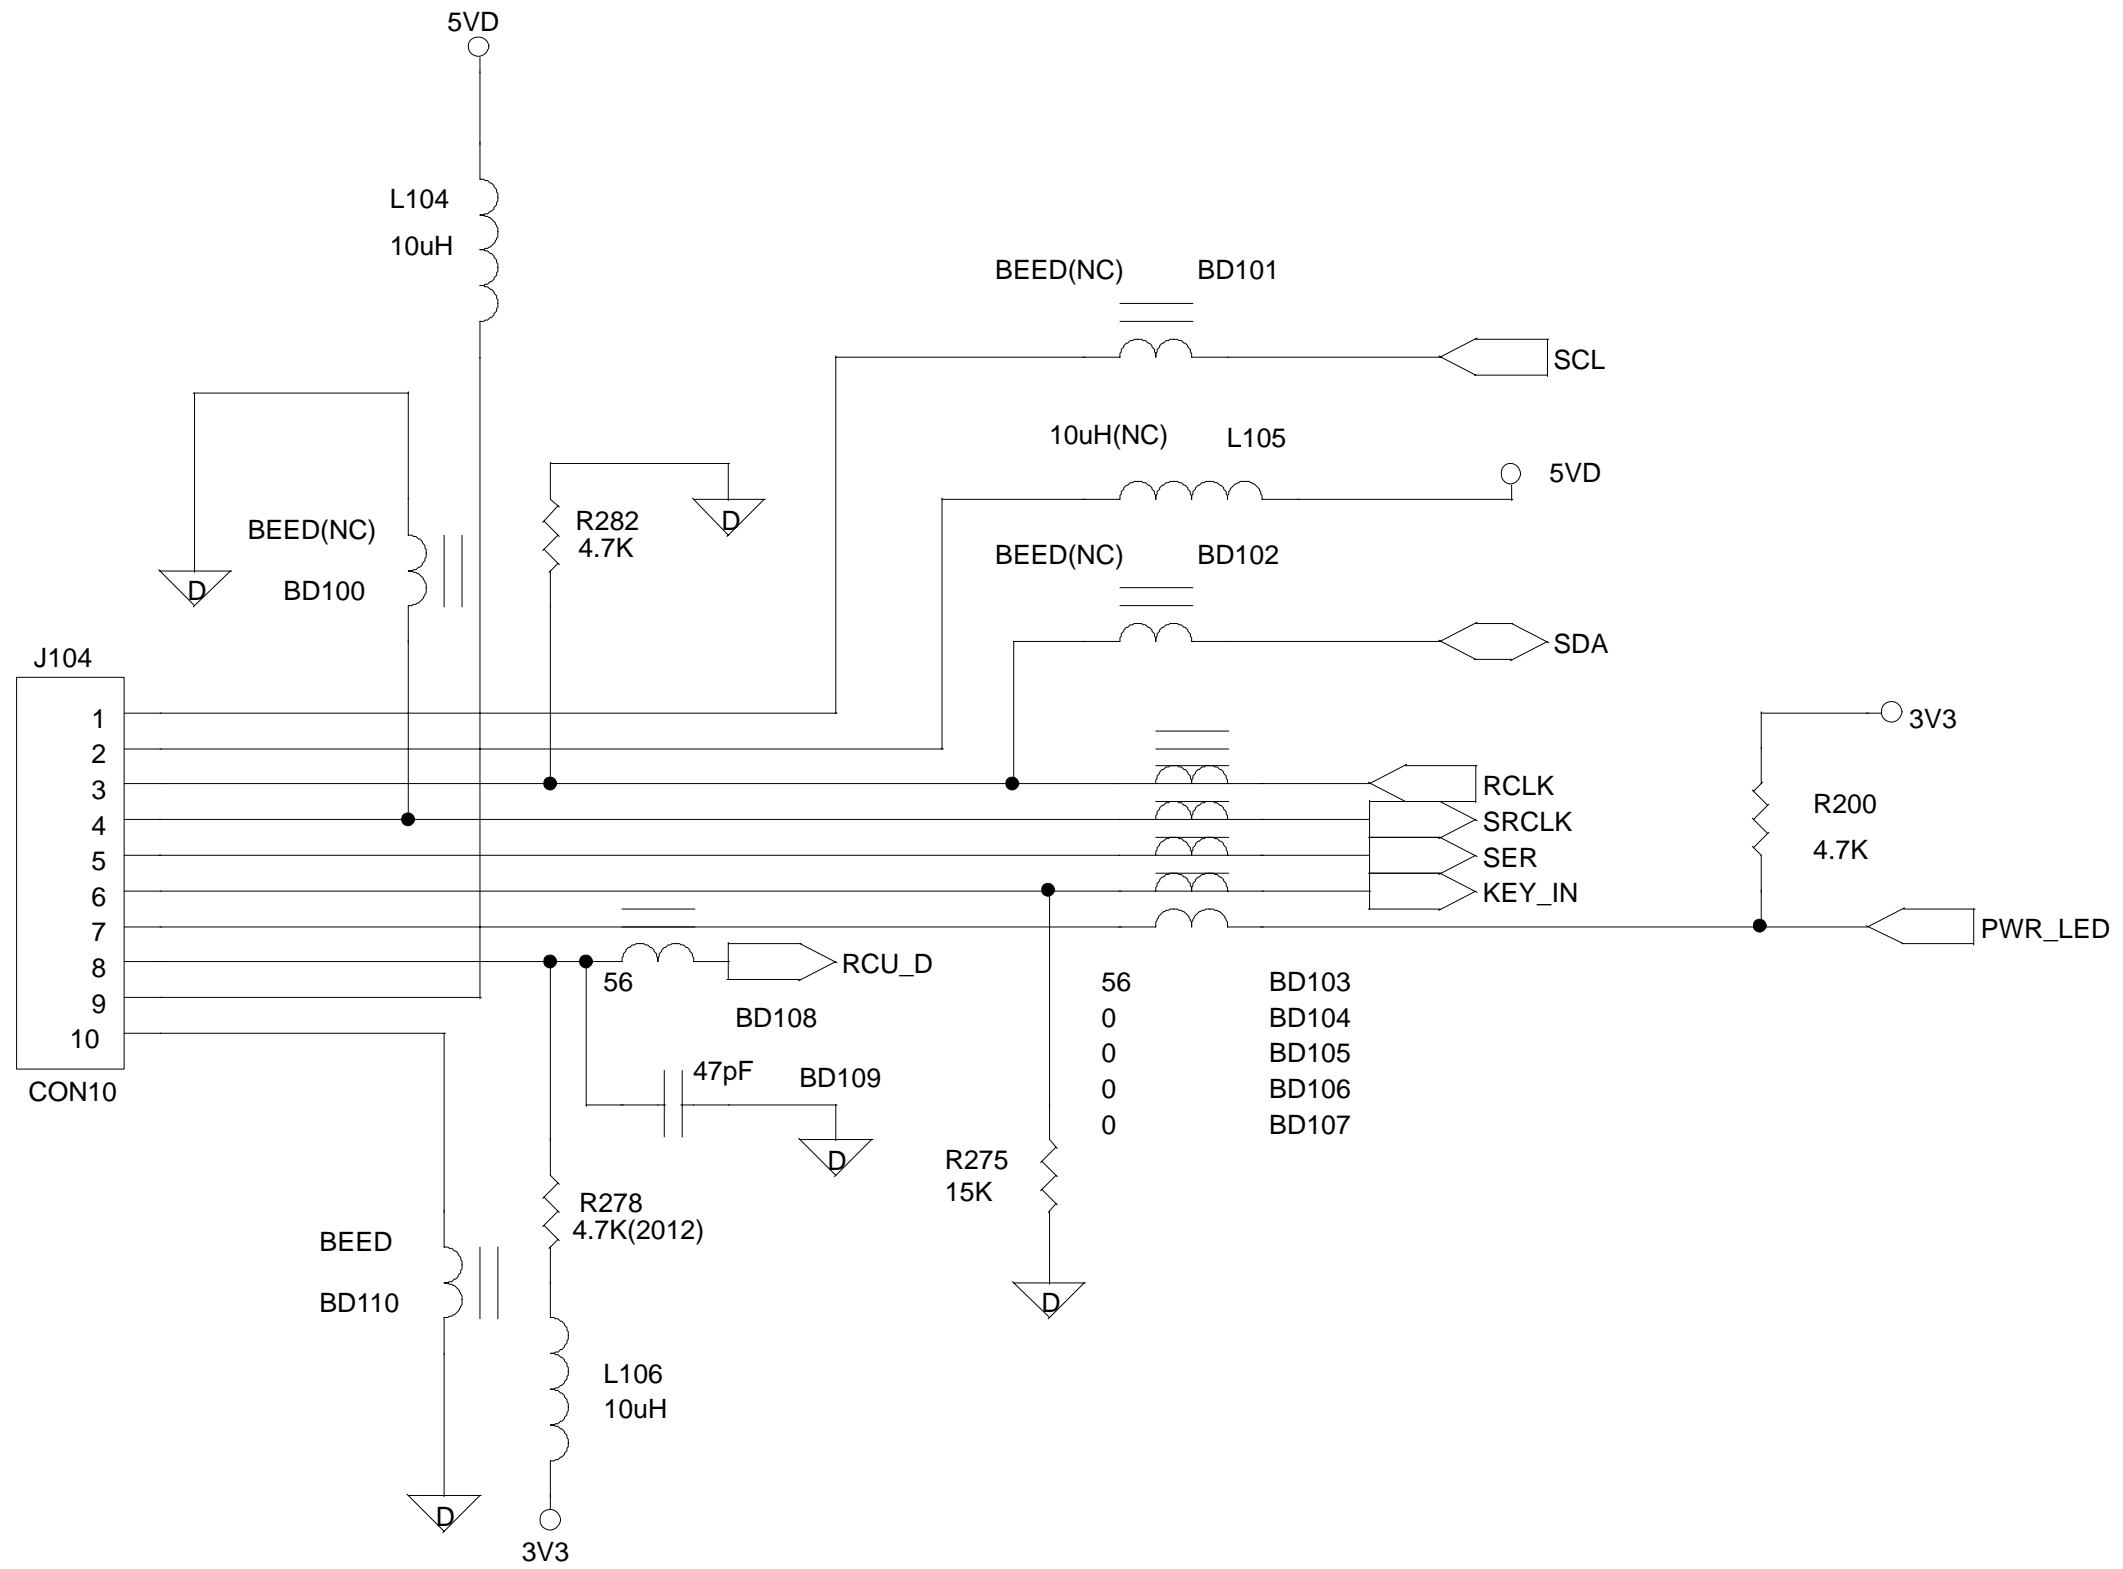 5VD
L104
10uH
BEED(NC) BD101
SCL
10uH(NC) L105
5VD
BEED(NC)
BD100
D
R282
4.7K
D
BEED(NC) BD102
SDA
J104
1
2
3
4
5
6
7
8
9
10
CON10
3V3
RCLK
SRCLK
SER
KEY_IN
R200
4.7K
PWR_LED
RCU_D
56
BD108
47pF BD109
D
56 BD103
0 BD104
0 BD105
0 BD106
0 BD107
R275
15K
D
R278
4.7K(2012)
BEED
BD110
D
L106
10uH
3V3